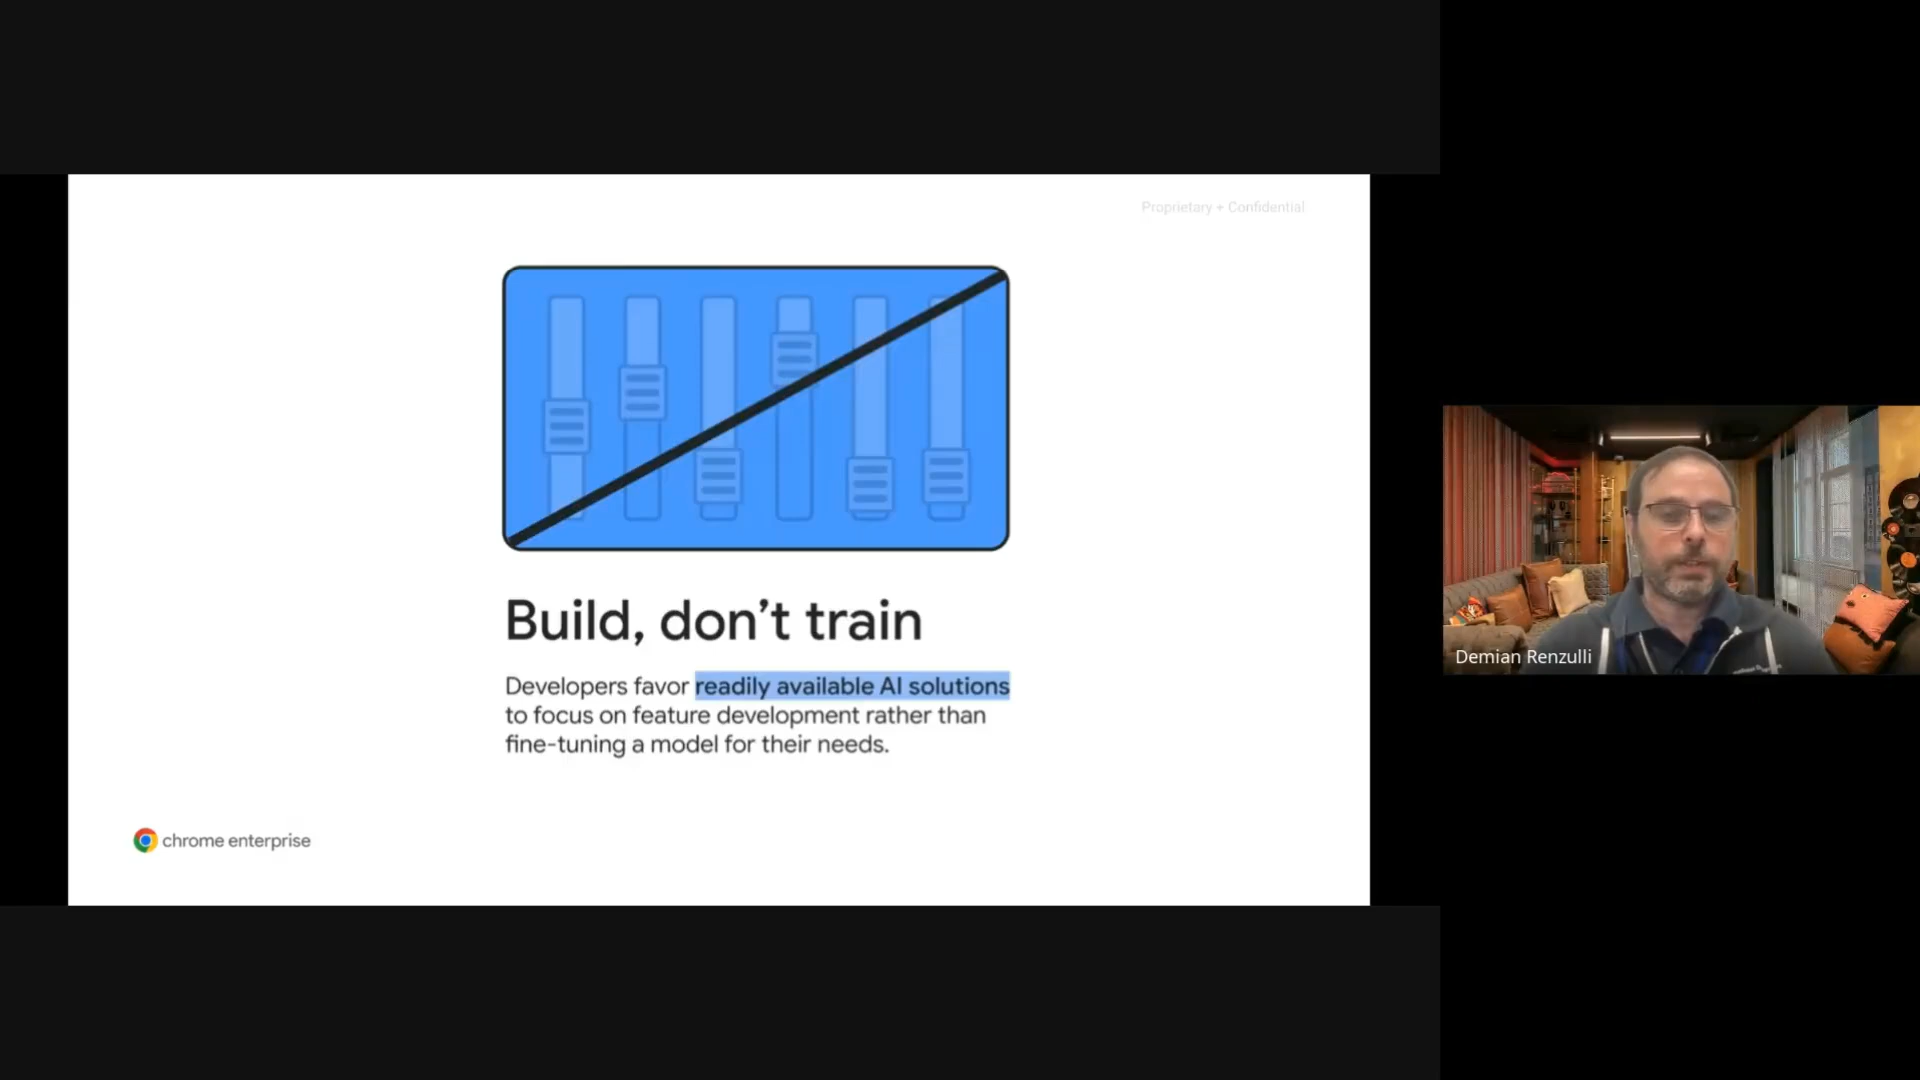 Proprietary + Confidential
Build, don’t train
Developers favor readily available AI solutions
to focus on feature development rather than
fine-tuning a model for their needs.
chrome enterprise
Demian Renzulli